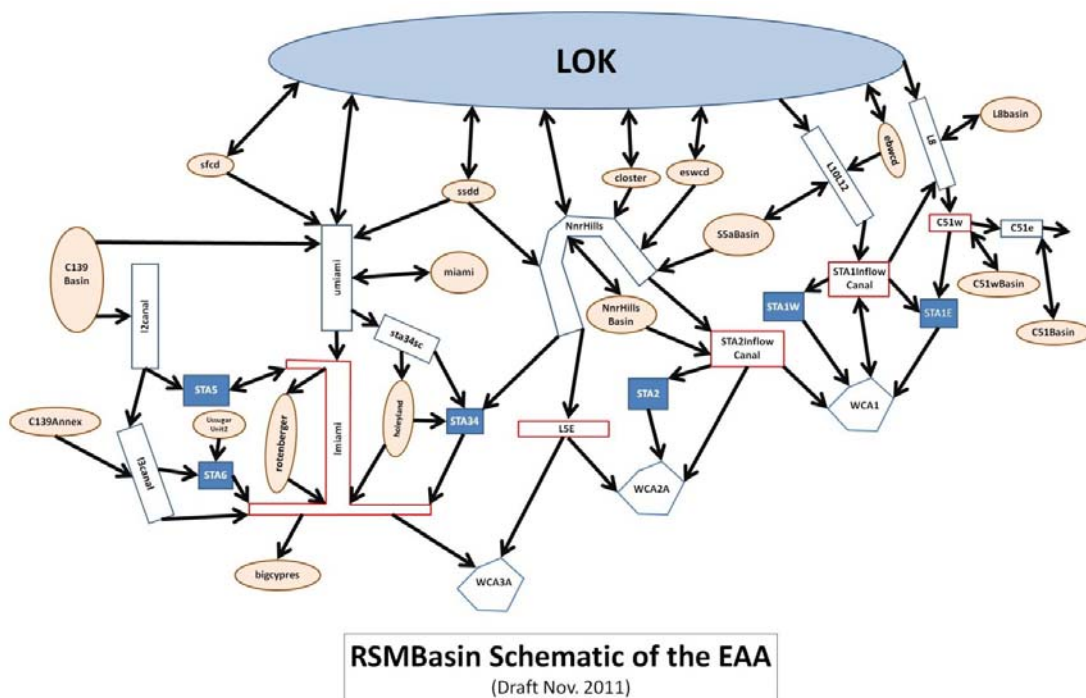 LOK
L8basin
L8
ebwcd
sfcd
closter
eswcd
L10L12
ssdd
NnrHills
S5aBasin
C51w
C51e
C139
Basin
umiami
miami
STA1Inflow
Canal
C51wBasin
l2canal
NnrHills
Basin
STA1W
STA1E
C51Basin
sta34sc
STA2Inflow
Canal
STA5
STA2
WCA1
C139Annex
Unit2
rotenberger
lmiami
holeyland
STA34
L5E
l3canal
STA6
WCA2A
bigcypres
WCA3A
RSMBasin Schematic of the EAA
(Draft Nov. 2011)